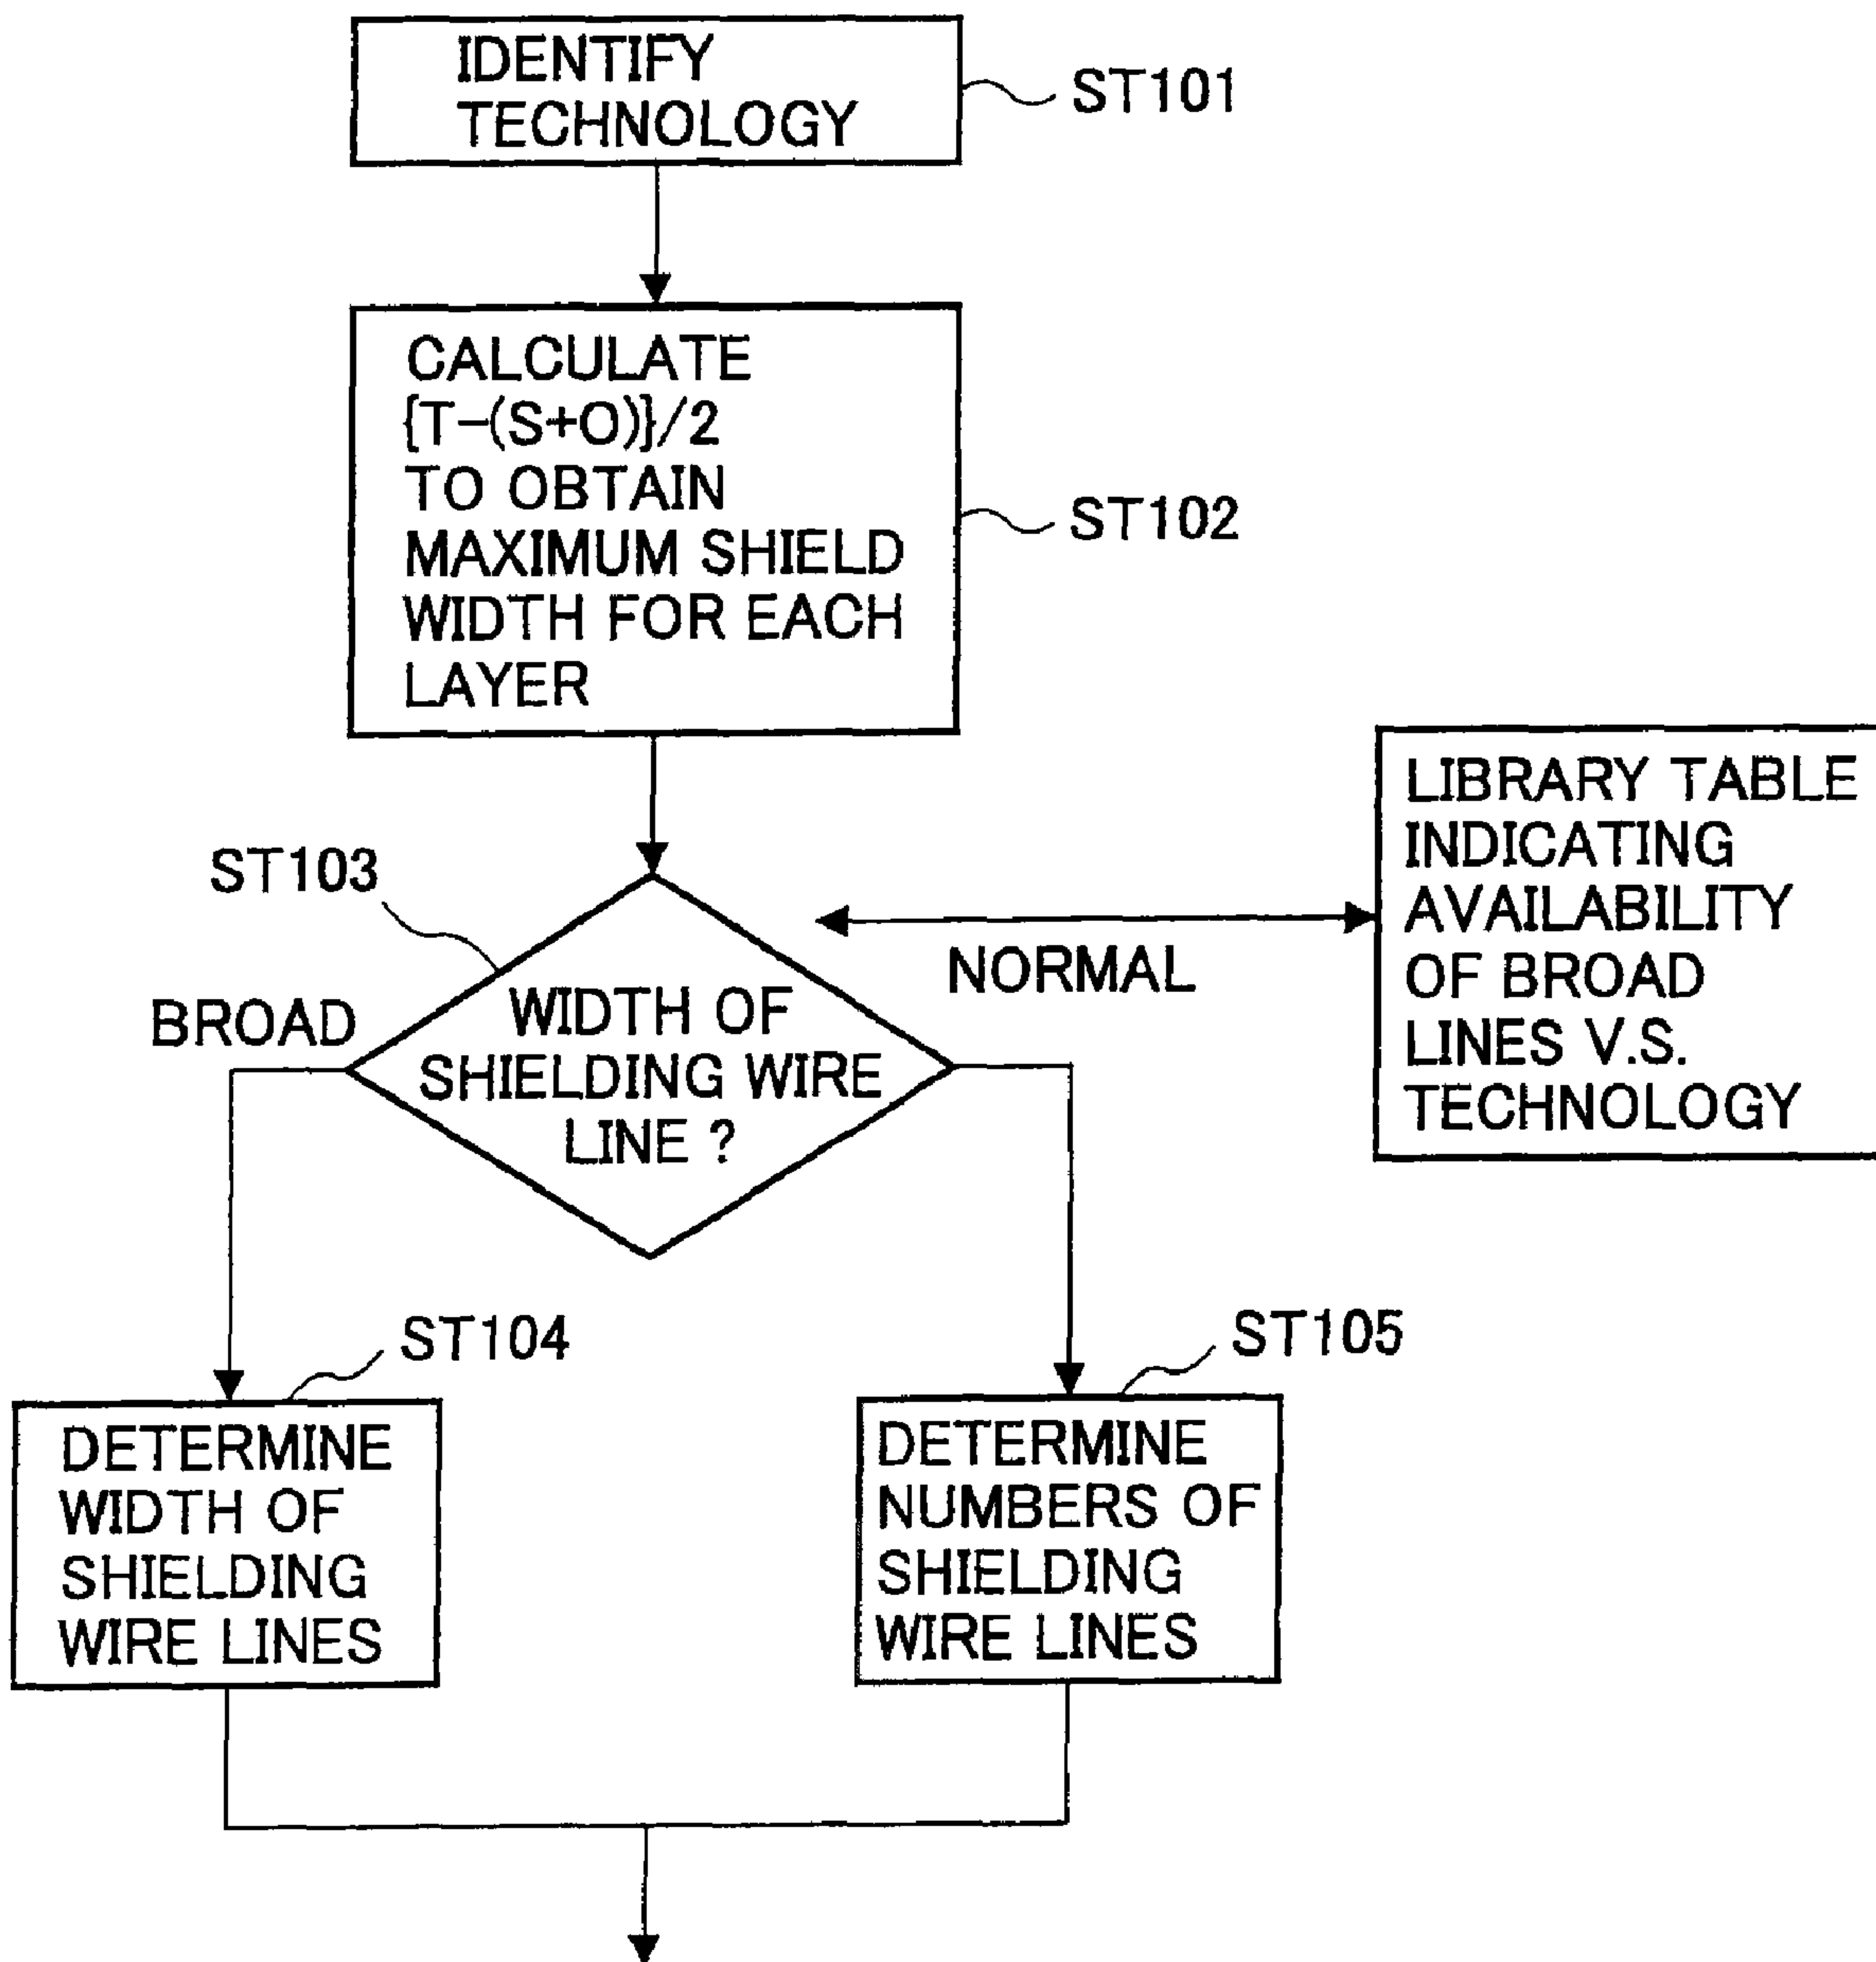 IDENTIFY
TECHNOLOGY
ST101
CALCULATE
{T-(S+O)}/2
TO OBTAIN
MAXIMUM SHIELD
WIDTH FOR EACH
LAYER
ST102
LIBRARY TABLE
INDICATING
AVAILABILITY
OF BROAD
LINES V.S.
TECHNOLOGY
ST103
NORMAL
BROAD
WIDTH OF
SHIELDING WIRE
LINE ?
ST104
DETERMINE
WIDTH OF
SHIELDING
WIRE LINES
ST105
DETERMINE
NUMBERS OF
SHIELDING
WIRE LINES